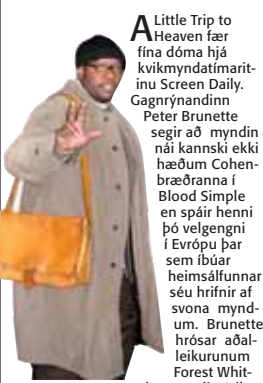 A Little Trip to
Heaven fær
fína dóma hjá
kvikmyndatímarit-
inu Screen Daily.
Gagnrýnandinn
Peter Brunette
segir að myndin
nái kannski ekki
hæðum Cohen-
bræðranna í
Blood Simple
en spáir henni
þó velgengni
í Evrópu þar
sem íbúar
heimsálfunnar
séu hrifnir af
svona mynd-
um. Brunette
hrósar aðal-
leikurunum
Forest Whit-